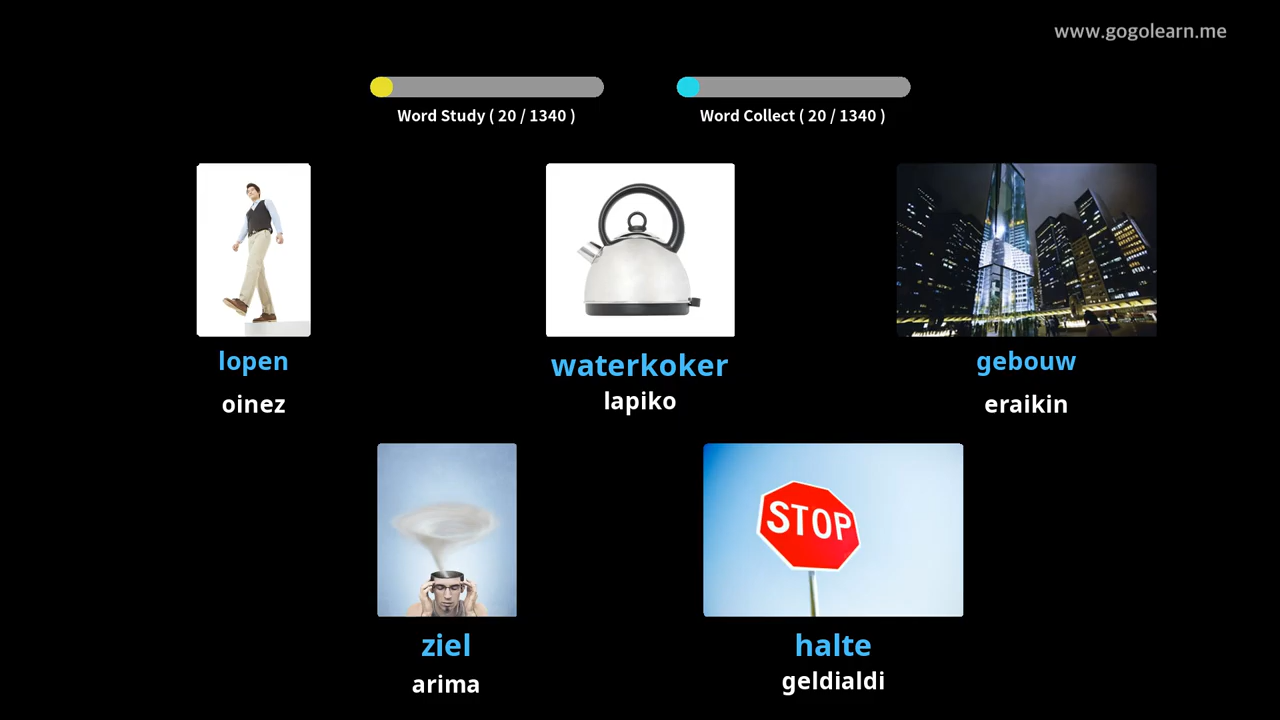 www.gogolearn.me
Word Study ( 20 / 1340 )
Word Collect ( 20 / 1340 )
lopen
oinez
waterkoker
lapiko
gebouw
eraikin
STOP
ziel
arima
halte
geldialdi